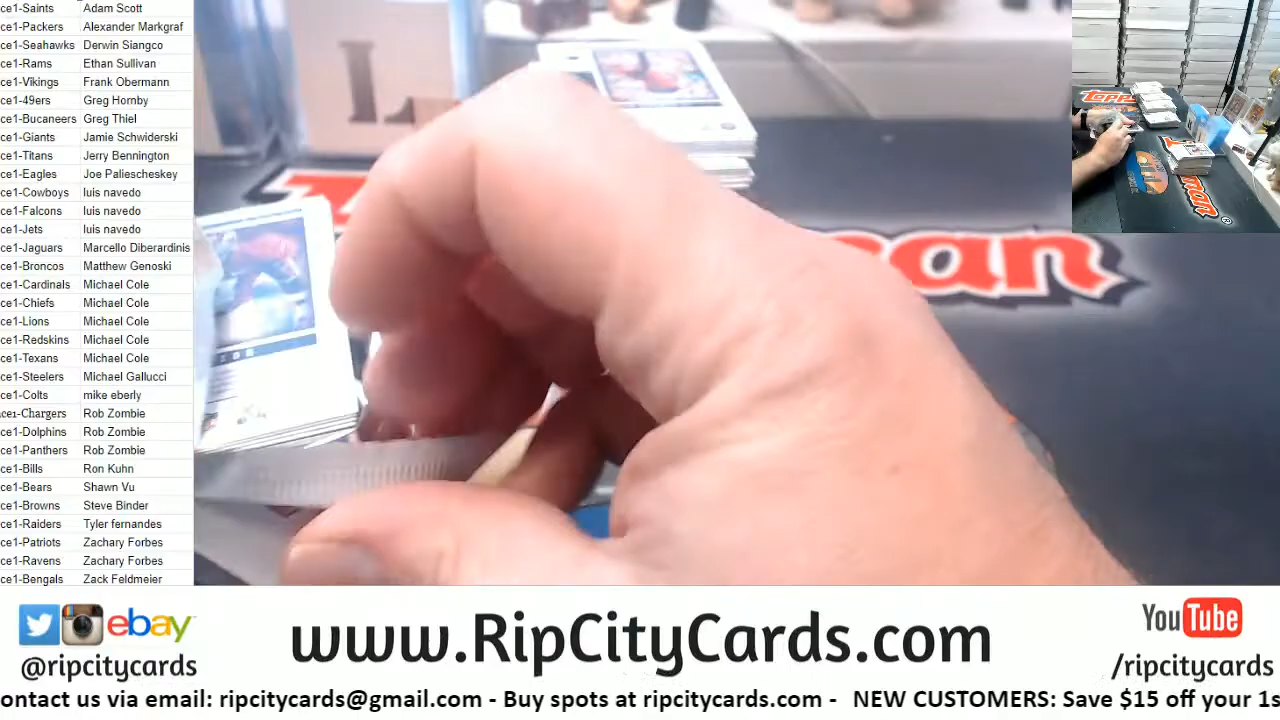 ce1-Saints Adam Scott
ce1-Packers Alexander Markgraf
ce1-Seahawks Derwin Siangco
ce1-Rams Ethan Sullivan
ce1-Vikings Frank Obermann
ce1-49ers Greg Hornby
ce1-Bucaneers Greg Thiel
ce1-Giants Jamie Schwiderski
ce1-Titans Jerry Bennington
ce1-Eagles Joe Paliescheskey
ce1-Cowboys luis navedo
ce1-Falcons luis navedo
ce1-Jets luis navedo
ce1-Jaguars Marcello Diberardinis
ce1-Broncos Matthew Genoski
ce1-Cardinals Michael Cole
ce1-Chiefs Michael Cole
ce1-Lions Michael Cole
ce1-Redskins Michael Cole
ce1-Texans Michael Cole
ce1-Steelers Michael Gallucci
ce1-Colts mike eberly
ce1-Chargers Rob Zombie
ce1-Dolphins Rob Zombie
ce1-Panthers Rob Zombie
ce1-Bills Ron Kuhn
ce1-Bears Shawn Vu
ce1-Browns Steve Binder
ce1-Raiders Tyler fernandes
ce1-Patriots Zachary Forbes
ce1-Ravens Zachary Forbes
ce1-Bengals Zack Feldmeier
topps
man
an
ebay
@ripcitycards
www.RipCityCards.com
YouTube
/ripcitycards
ontact us via email: ripcitycards@gmail.com - Buy spots at ripcitycards.com - NEW CUSTOMERS: Save $15 off your 1s